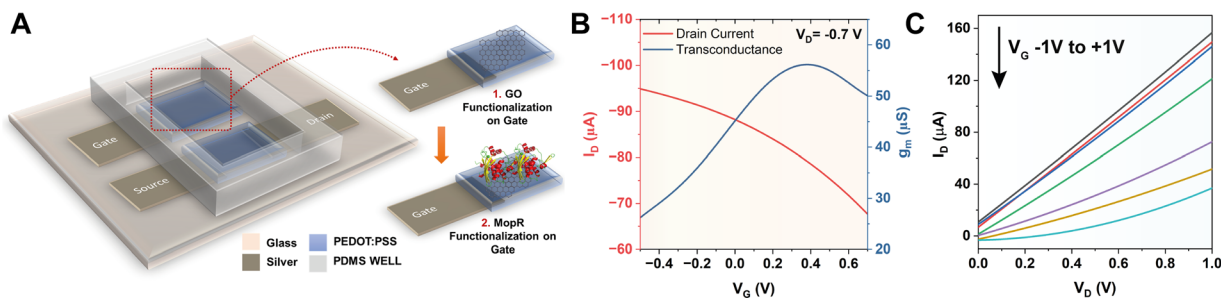 A
Gate
Source
Drain
Glass
Silver
PEDOT:PSS
PDMS WELL
Gate
1. GO
Functionalization
on Gate
Gate
2. MopR
Functionalization on
Gate
B
Drain Current
Transconductance
V_D= -0.7 V
-110
-100
-90
-80
-70
-60
I_D (μA)
60
50
40
30
20
g_m (μS)
-0.4 -0.2 0.0 0.2 0.4 0.6
V_G (V)
C
V_G -1V to +1V
160
120
80
40
0
I_D (μA)
0.0 0.2 0.4 0.6 0.8 1.0
V_D (V)